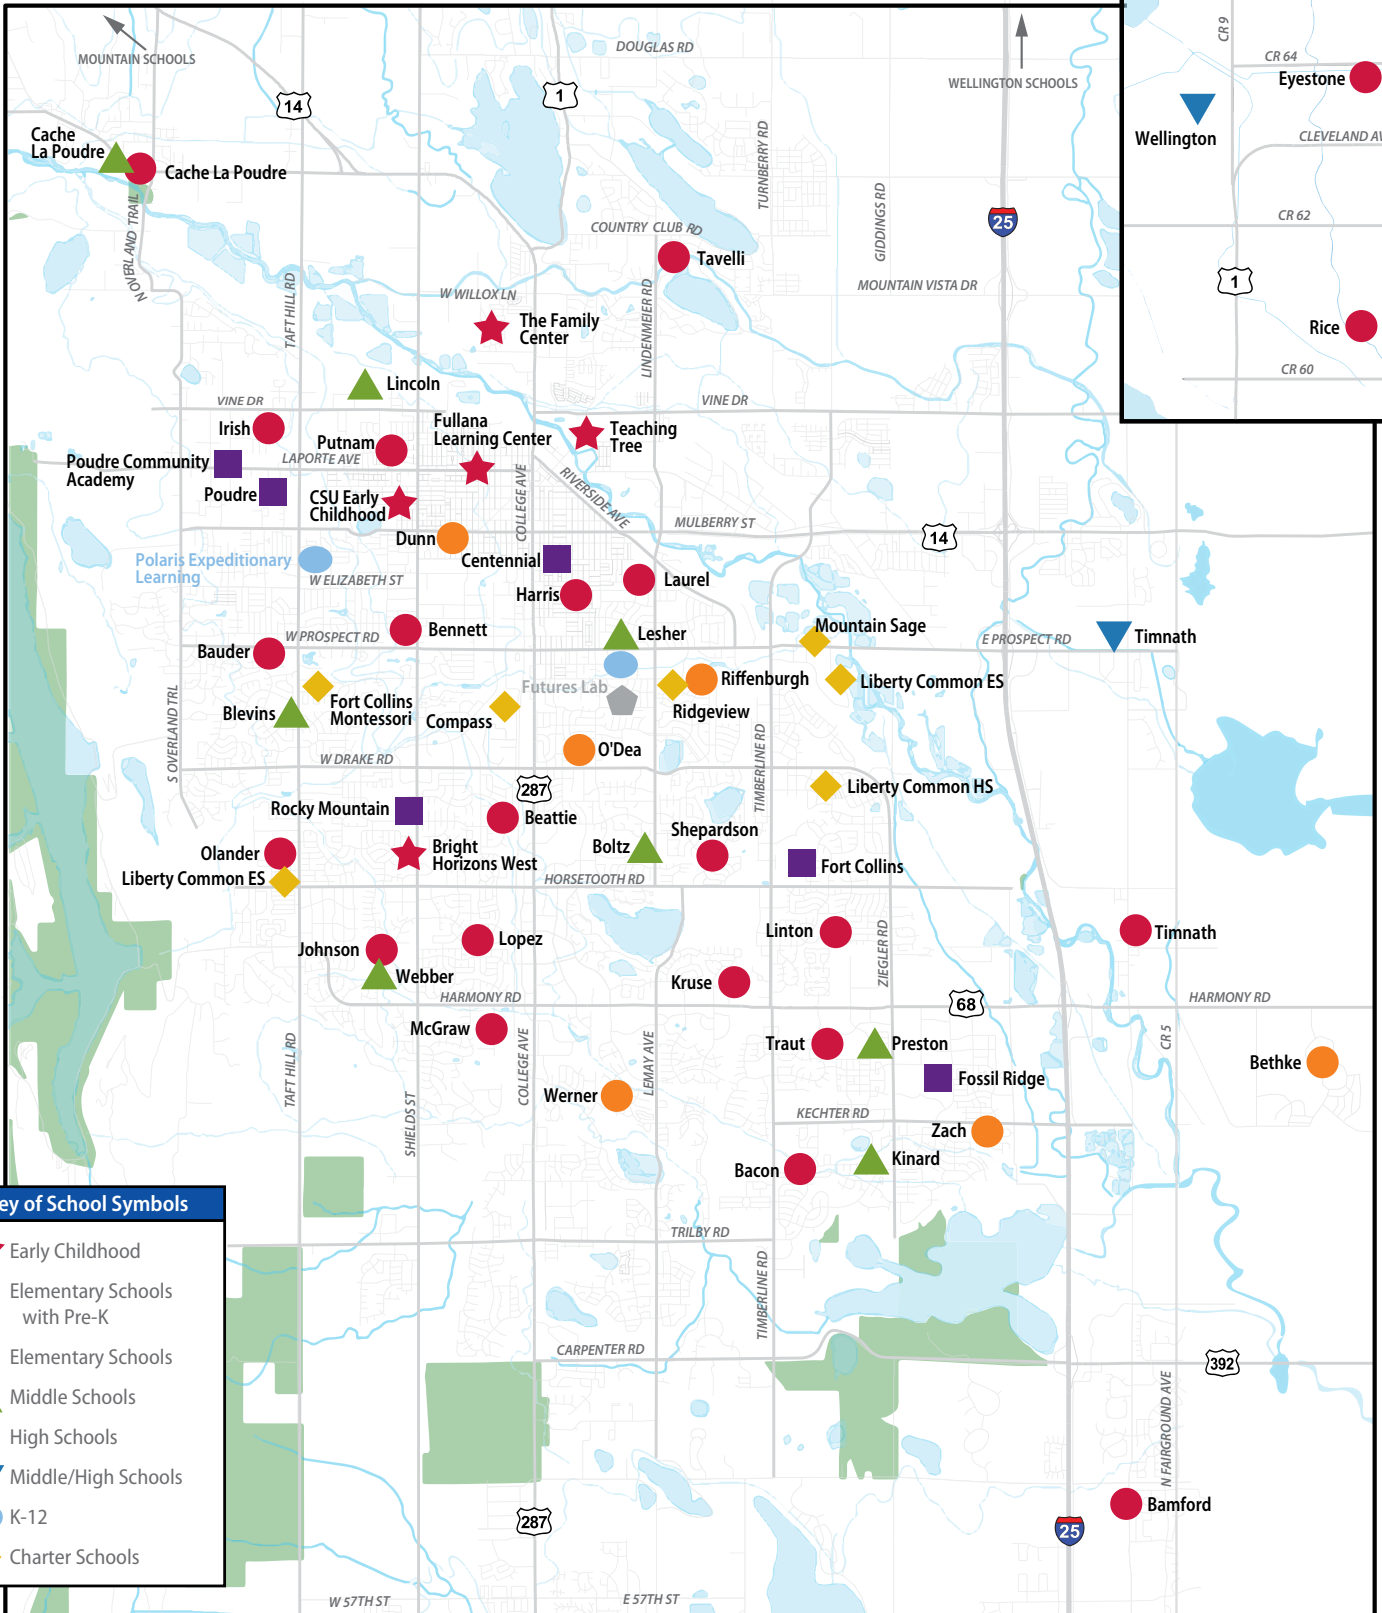 MOUNTAIN SCHOOLS
DOUGLAS RD
WELLINGTON SCHOOLS
14
1
CR 9
CR 64
Eyestone
Wellington
CLEVELAND AV
CR 62
1
Rice
CR 60
Cache
La Poudre
Cache La Poudre
N OVERLAND TRAIL
TURNBERRY RD
GIDDINGS RD
25
COUNTRY CLUB RD
Tavelli
MOUNTAIN VISTA DR
TAFT HILL RD
W WILLOX LN
LINDENMEIER RD
The Family
Center
Lincoln
VINE DR
VINE DR
Irish
Putnam
Fullana
Learning Center
Teaching
Tree
Poudre Community
Academy
LAPORTE AVE
Poudre
CSU Early
Childhood
COLLEGE AVE
RIVERSIDE AVE
MULBERRY ST
14
Dunn
Centennial
Polaris Expeditionary
Learning
W ELIZABETH ST
Harris
Laurel
Bennett
Lesher
Mountain Sage
E PROSPECT RD
Timnath
W PROSPECT RD
Bauder
Fort Collins
Montessori
Blevins
Compass
Futures Lab
Riffenburgh
Ridgeview
Liberty Common ES
S OVERLAND TRL
W DRAKE RD
O'Dea
TIMBERLINE RD
287
Liberty Common HS
Rocky Mountain
Beattie
Olander
Bright
Horizons West
Boltz
Shepardson
Fort Collins
Liberty Common ES
HORSETOOTH RD
Johnson
Lopez
Linton
ZIEGLER RD
Timnath
Webber
Kruse
HARMONY RD
68
HARMONY RD
McGraw
TAFT HILL RD
SHIELDS ST
COLLEGE AVE
LEMAY AVE
Traut
Preston
CR 5
Bethke
Fossil Ridge
Werner
KECHTER RD
Zach
Bacon
Kinard
ey of School Symbols
Early Childhood
Elementary Schools
with Pre-K
Elementary Schools
Middle Schools
High Schools
Middle/High Schools
K-12
Charter Schools
TRILBY RD
TIMBERLINE RD
CARPENTER RD
392
N FAIRGROUND AVE
Bamford
287
25
W 57TH ST
E 57TH ST